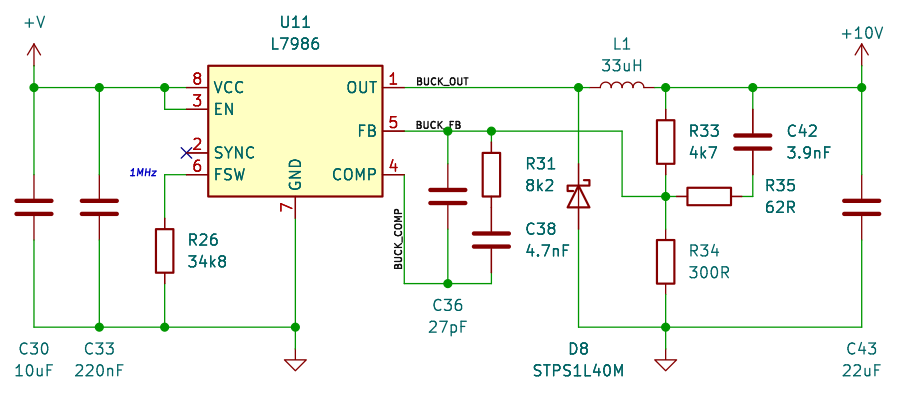 +V
U11
L7986
8
VCC
3
EN
2
SYNC
6
FSW
1MHz
GND
7
OUT
1
BUCK_OUT
FB
5
BUCK_FB
COMP
4
BUCK_COMP
R26
34k8
C30
10uF
C33
220nF
R31
8k2
C38
4.7nF
C36
27pF
L1
33uH
+10V
R33
4k7
C42
3.9nF
R35
62R
R34
300R
D8
STPS1L40M
C43
22uF